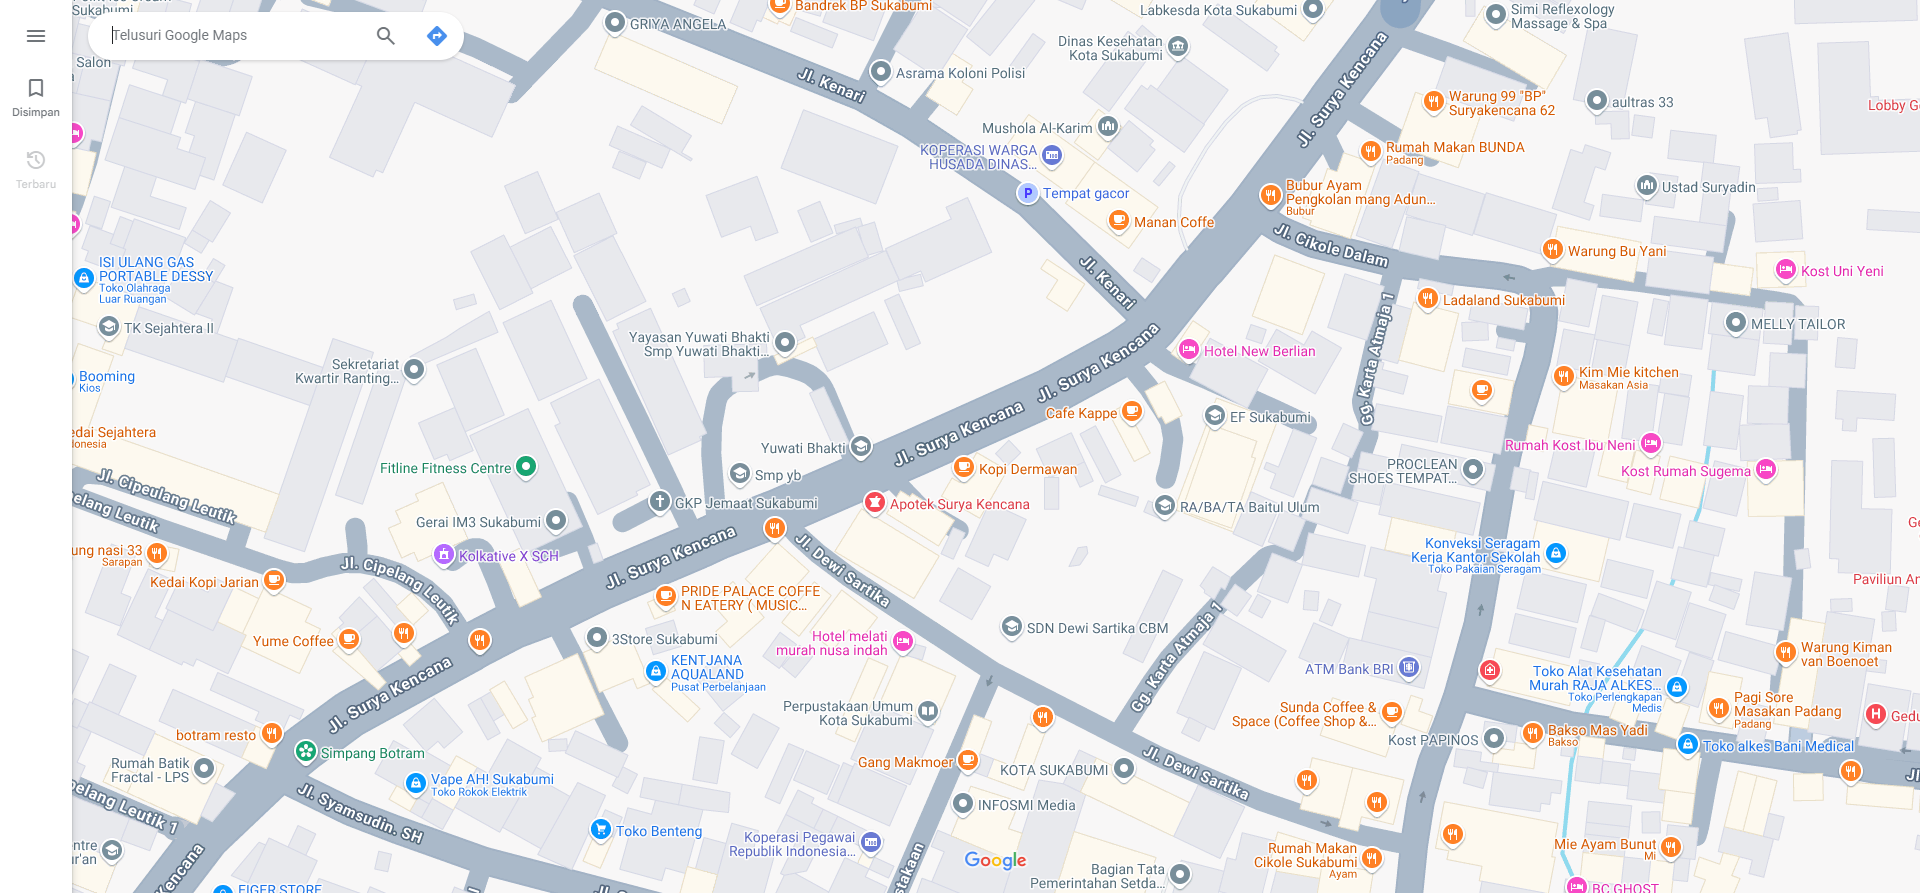 Sukabumi
Telusuri Google Maps
Disimpan
Terbaru
Salon
GRIYA ANGELA
Bandrek BP Sukabumi
Labkesda Kota Sukabumi
Simi Reflexology
Massage & Spa
Dinas Kesehatan
Kota Sukabumi
Asrama Koloni Polisi
Jl. Kenari
Jl. Surya Kencana
Warung 99 "BP"
Suryakencana 62
aultras 33
Mushola Al-Karim
KOPERASI WARGA
HUSADA DINAS...
Rumah Makan BUNDA
Padang
Tempat gacor
Bubur Ayam
Pengkolan mang Adun...
Bubur
Ustad Suryadin
Manan Coffe
Jl. Cikole Dalam
Warung Bu Yani
Kost Uni Yeni
ISI ULANG GAS
PORTABLE DESSY
Toko Olahraga
Luar Ruangan
Jl. Kenari
Ladaland Sukabumi
TK Sejahtera II
MELLY TAILOR
Yayasan Yuwati Bhakti
Smp Yuwati Bhakti...
Jl. Surya Kencana
Hotel New Berlian
Gg. Karta Atmaja 1
Sekretariat
Kwartir Ranting...
Booming
Kios
Kim Mie kitchen
Masakan Asia
Cafe Kappe
EF Sukabumi
Jl. Surya Kencana
edai Sejahtera
donesia
Yuwati Bhakti
Rumah Kost Ibu Neni
Fitline Fitness Centre
Smp yb
Kopi Dermawan
PROCLEAN
SHOES TEMPAT...
Kost Rumah Sugema
Jl. Cipeulang Leutik
elang Leutik
GKP Jemaat Sukabumi
Apotek Surya Kencana
RA/BA/TA Baitul Ulum
Gerai IM3 Sukabumi
Kolkative X SCH
Jl. Surya Kencana
Jl. Dewi Sartika
Konveksi Seragam
Kerja Kantor Sekolah
Toko Pakaian Seragam
ung nasi 33
Sarapan
Kedai Kopi Jarian
Jl. Cipelang Leutik
PRIDE PALACE COFFE
N EATERY ( MUSIC...
Paviliun An
Yume Coffee
3Store Sukabumi
Hotel melati
murah nusa indah
SDN Dewi Sartika CBM
Gg. Karta Atmaja 1
KENTJANA
AQUALAND
Pusat Perbelanjaan
ATM Bank BRI
Warung Kiman
van Boenoet
Toko Alat Kesehatan
Murah RAJA ALKES...
Toko Perlengkapan
Medis
Jl. Surya Kencana
Perpustakaan Umum
Kota Sukabumi
Sunda Coffee &
Space (Coffee Shop &...
Pagi Sore
Masakan Padang
Padang
Gedu
botram resto
Simpang Botram
Kost PAPINOS
Bakso Mas Yadi
Bakso
Toko alkes Bani Medical
Rumah Batik
Fractal - LPS
Vape AH! Sukabumi
Toko Rokok Elektrik
Gang Makmoer
KOTA SUKABUMI
Jl. Dewi Sartika
pelang Leutik 1
Jl. Syamsudin. SH
INFOSMI Media
Toko Benteng
Koperasi Pegawai
Republik Indonesia...
Google
Rumah Makan
Cikole Sukabumi
Ayam
Mie Ayam Bunut
Mi
ntre
ur'an
Kencana
stakaan
Bagian Tata
Pemerintahan Setda...
EIGER STORE
BC GHOST
Lobby Ge